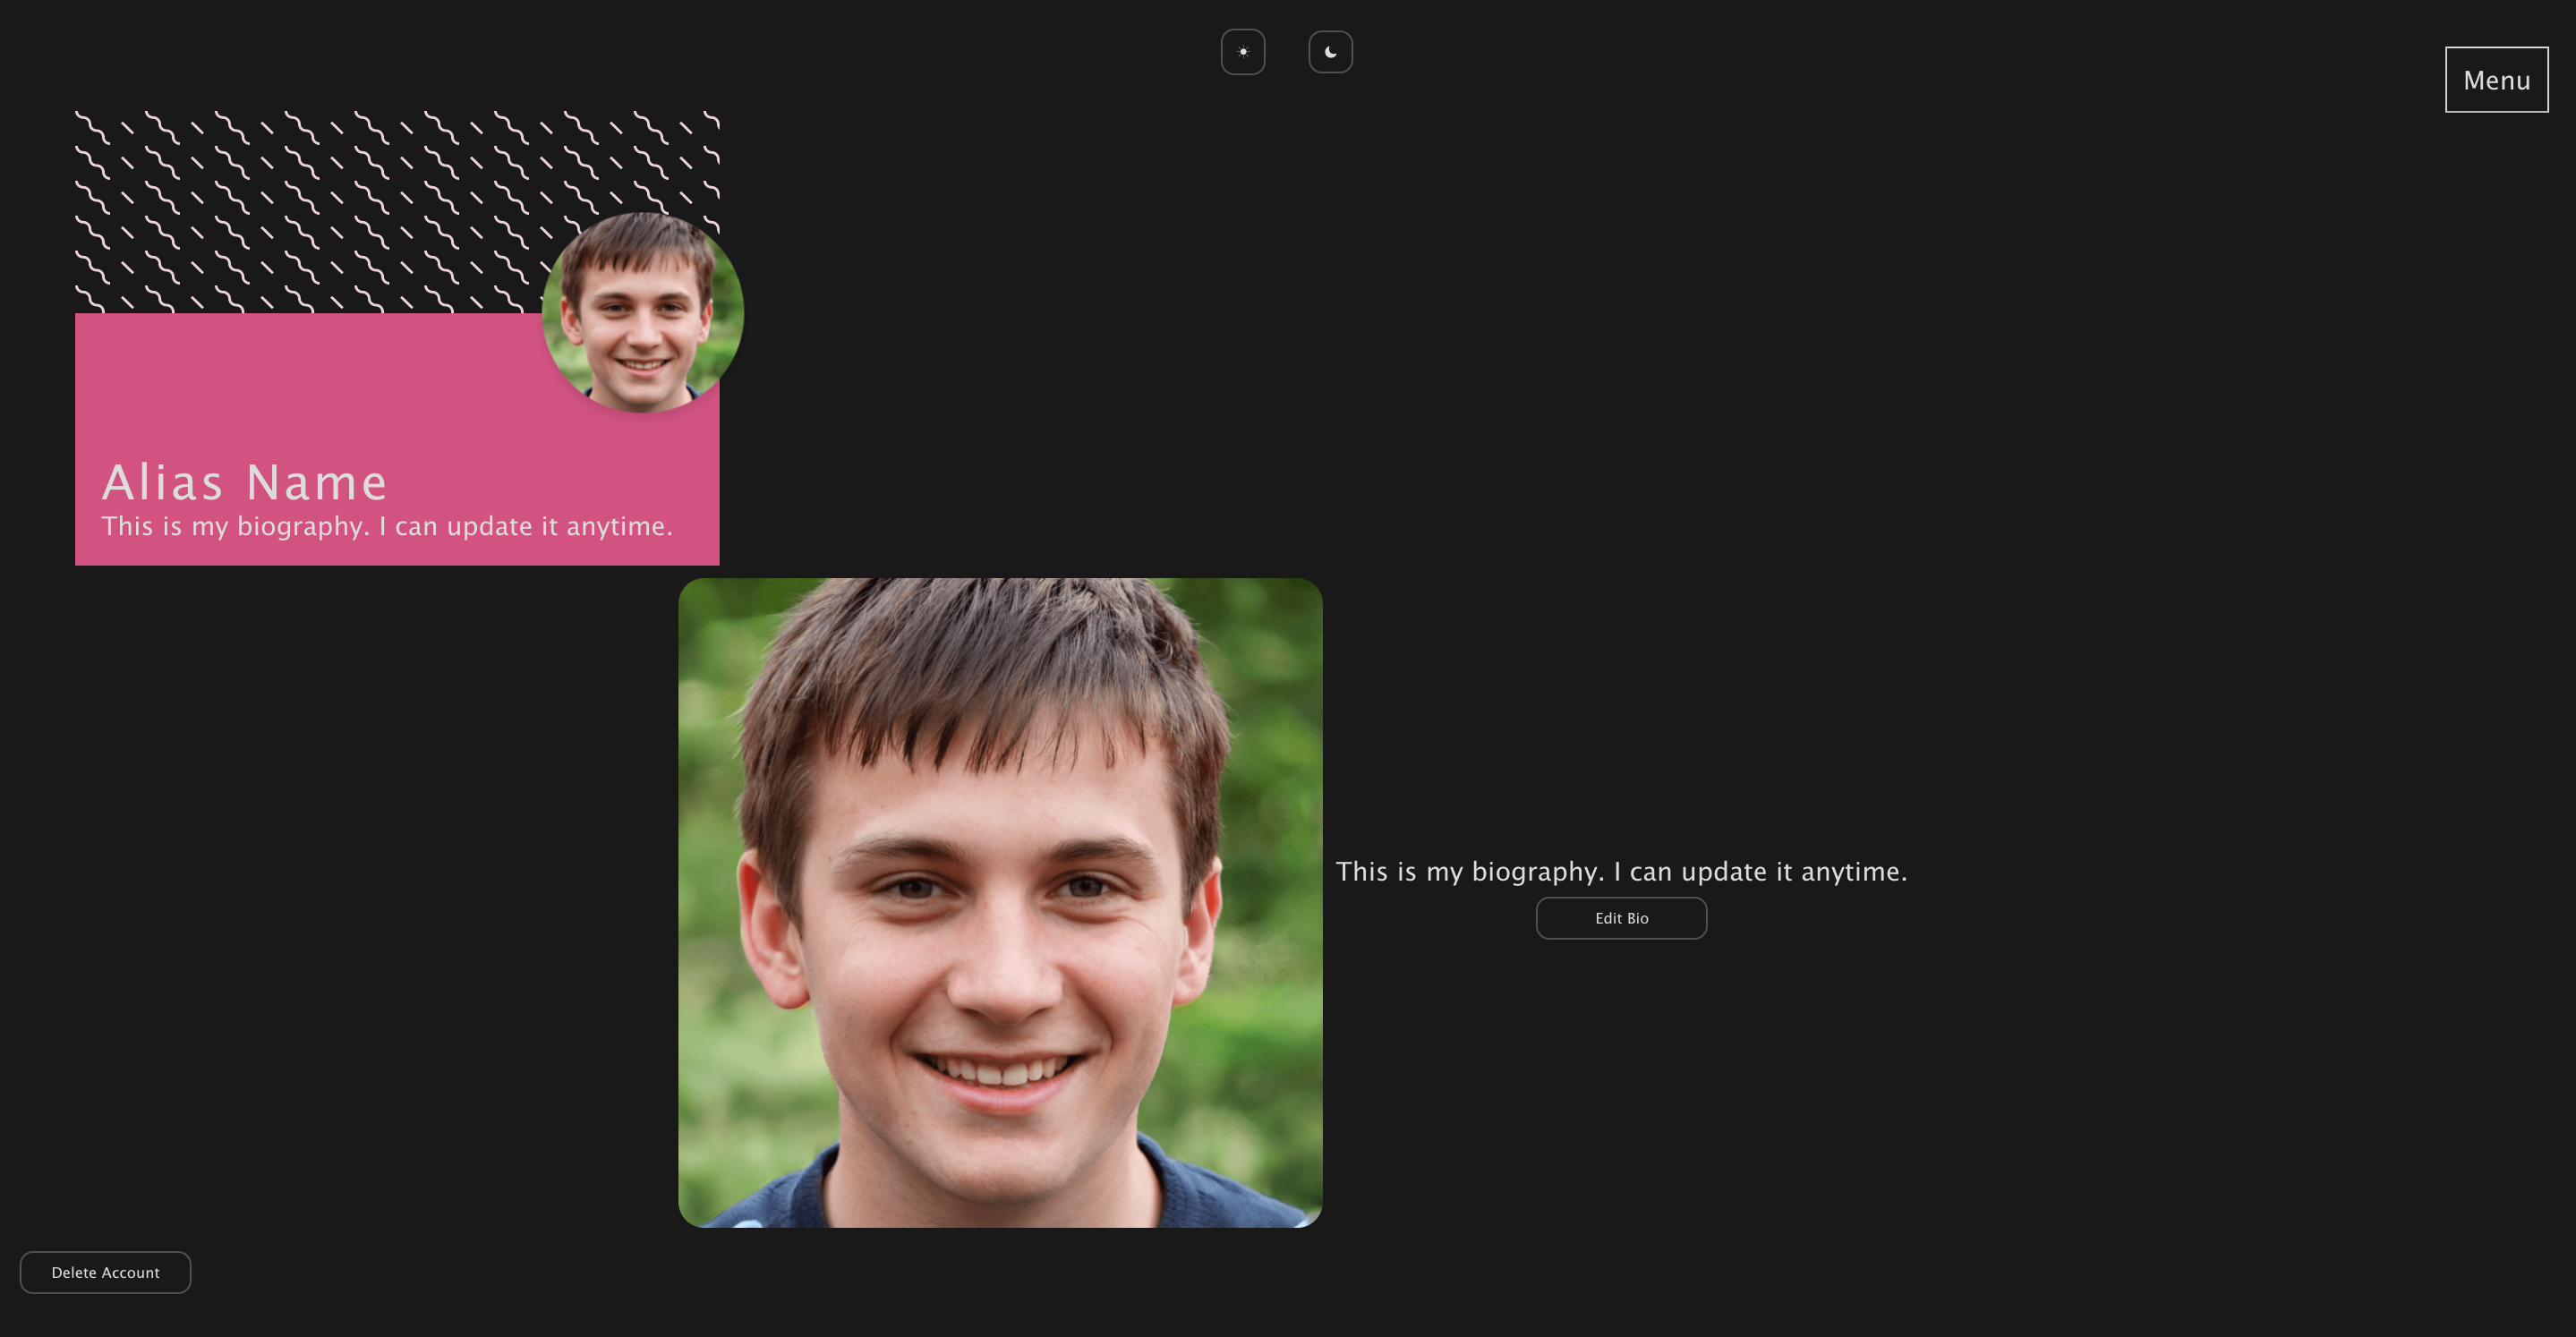 Menu
Alias Name
This is my biography. I can update it anytime.
This is my biography. I can update it anytime.
Edit Bio
Delete Account